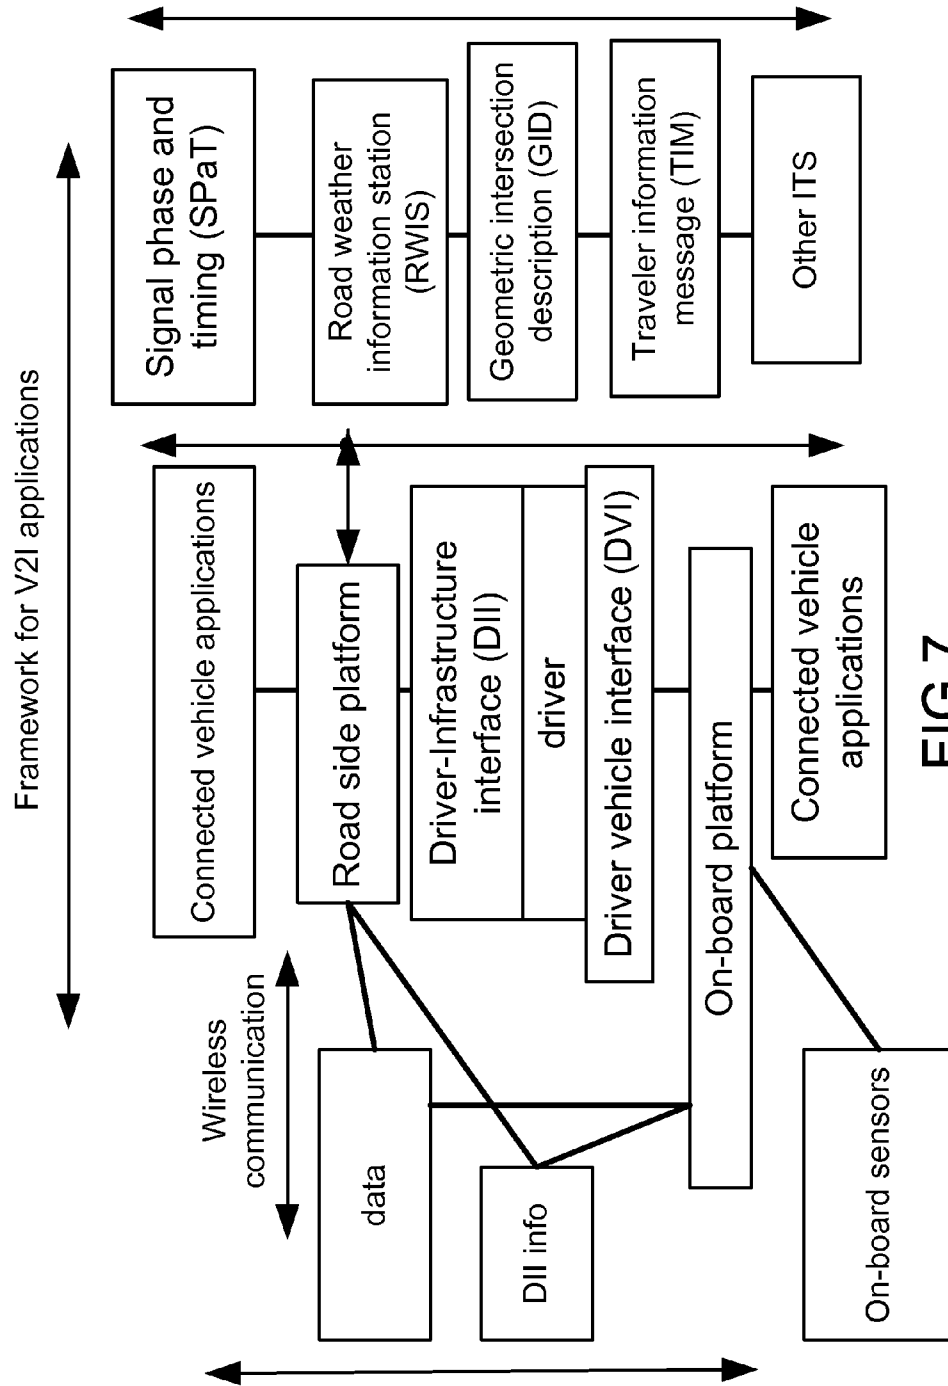 Framework for V2I applications
Wireless
communication
data
DII info
On-board sensors
Connected vehicle applications
Road side platform
Driver-Infrastructure
interface (DII)
driver
Driver vehicle interface (DVI)
On-board platform
Connected vehicle
applications
Signal phase and
timing (SPaT)
Road weather
information station
(RWIS)
Geometric intersection
description (GID)
Traveler information
message (TIM)
Other ITS
FIG 7